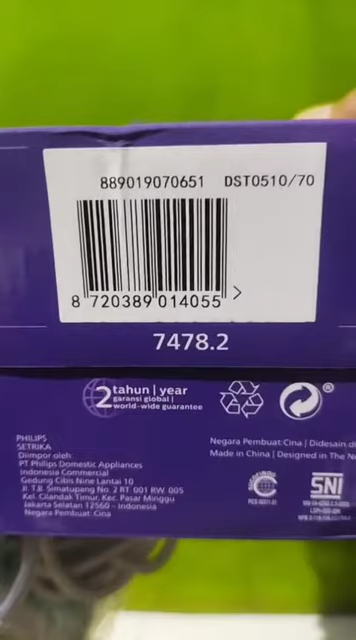 889019070651 DST0510/70
8 720389 014055 >
7478.2
2 tahun | year
garansi global |
world-wide guarantee
PHILIPS
SETRIKA
Diimpor oleh:
PT Philips Domestic Appliances
Indonesia Commercial
Gedung Cibis Nine Lantai 10
Jl. T.B. Simatupang No. 2 RT 001 RW 005
Kel. Cilandak Timur, Kec. Pasar Minggu
Jakarta Selatan 12560 - Indonesia
Negara Pembuat: Cina
Negara Pembuat Cina | Didesain di
Made in China | Designed in The N
®
SNI